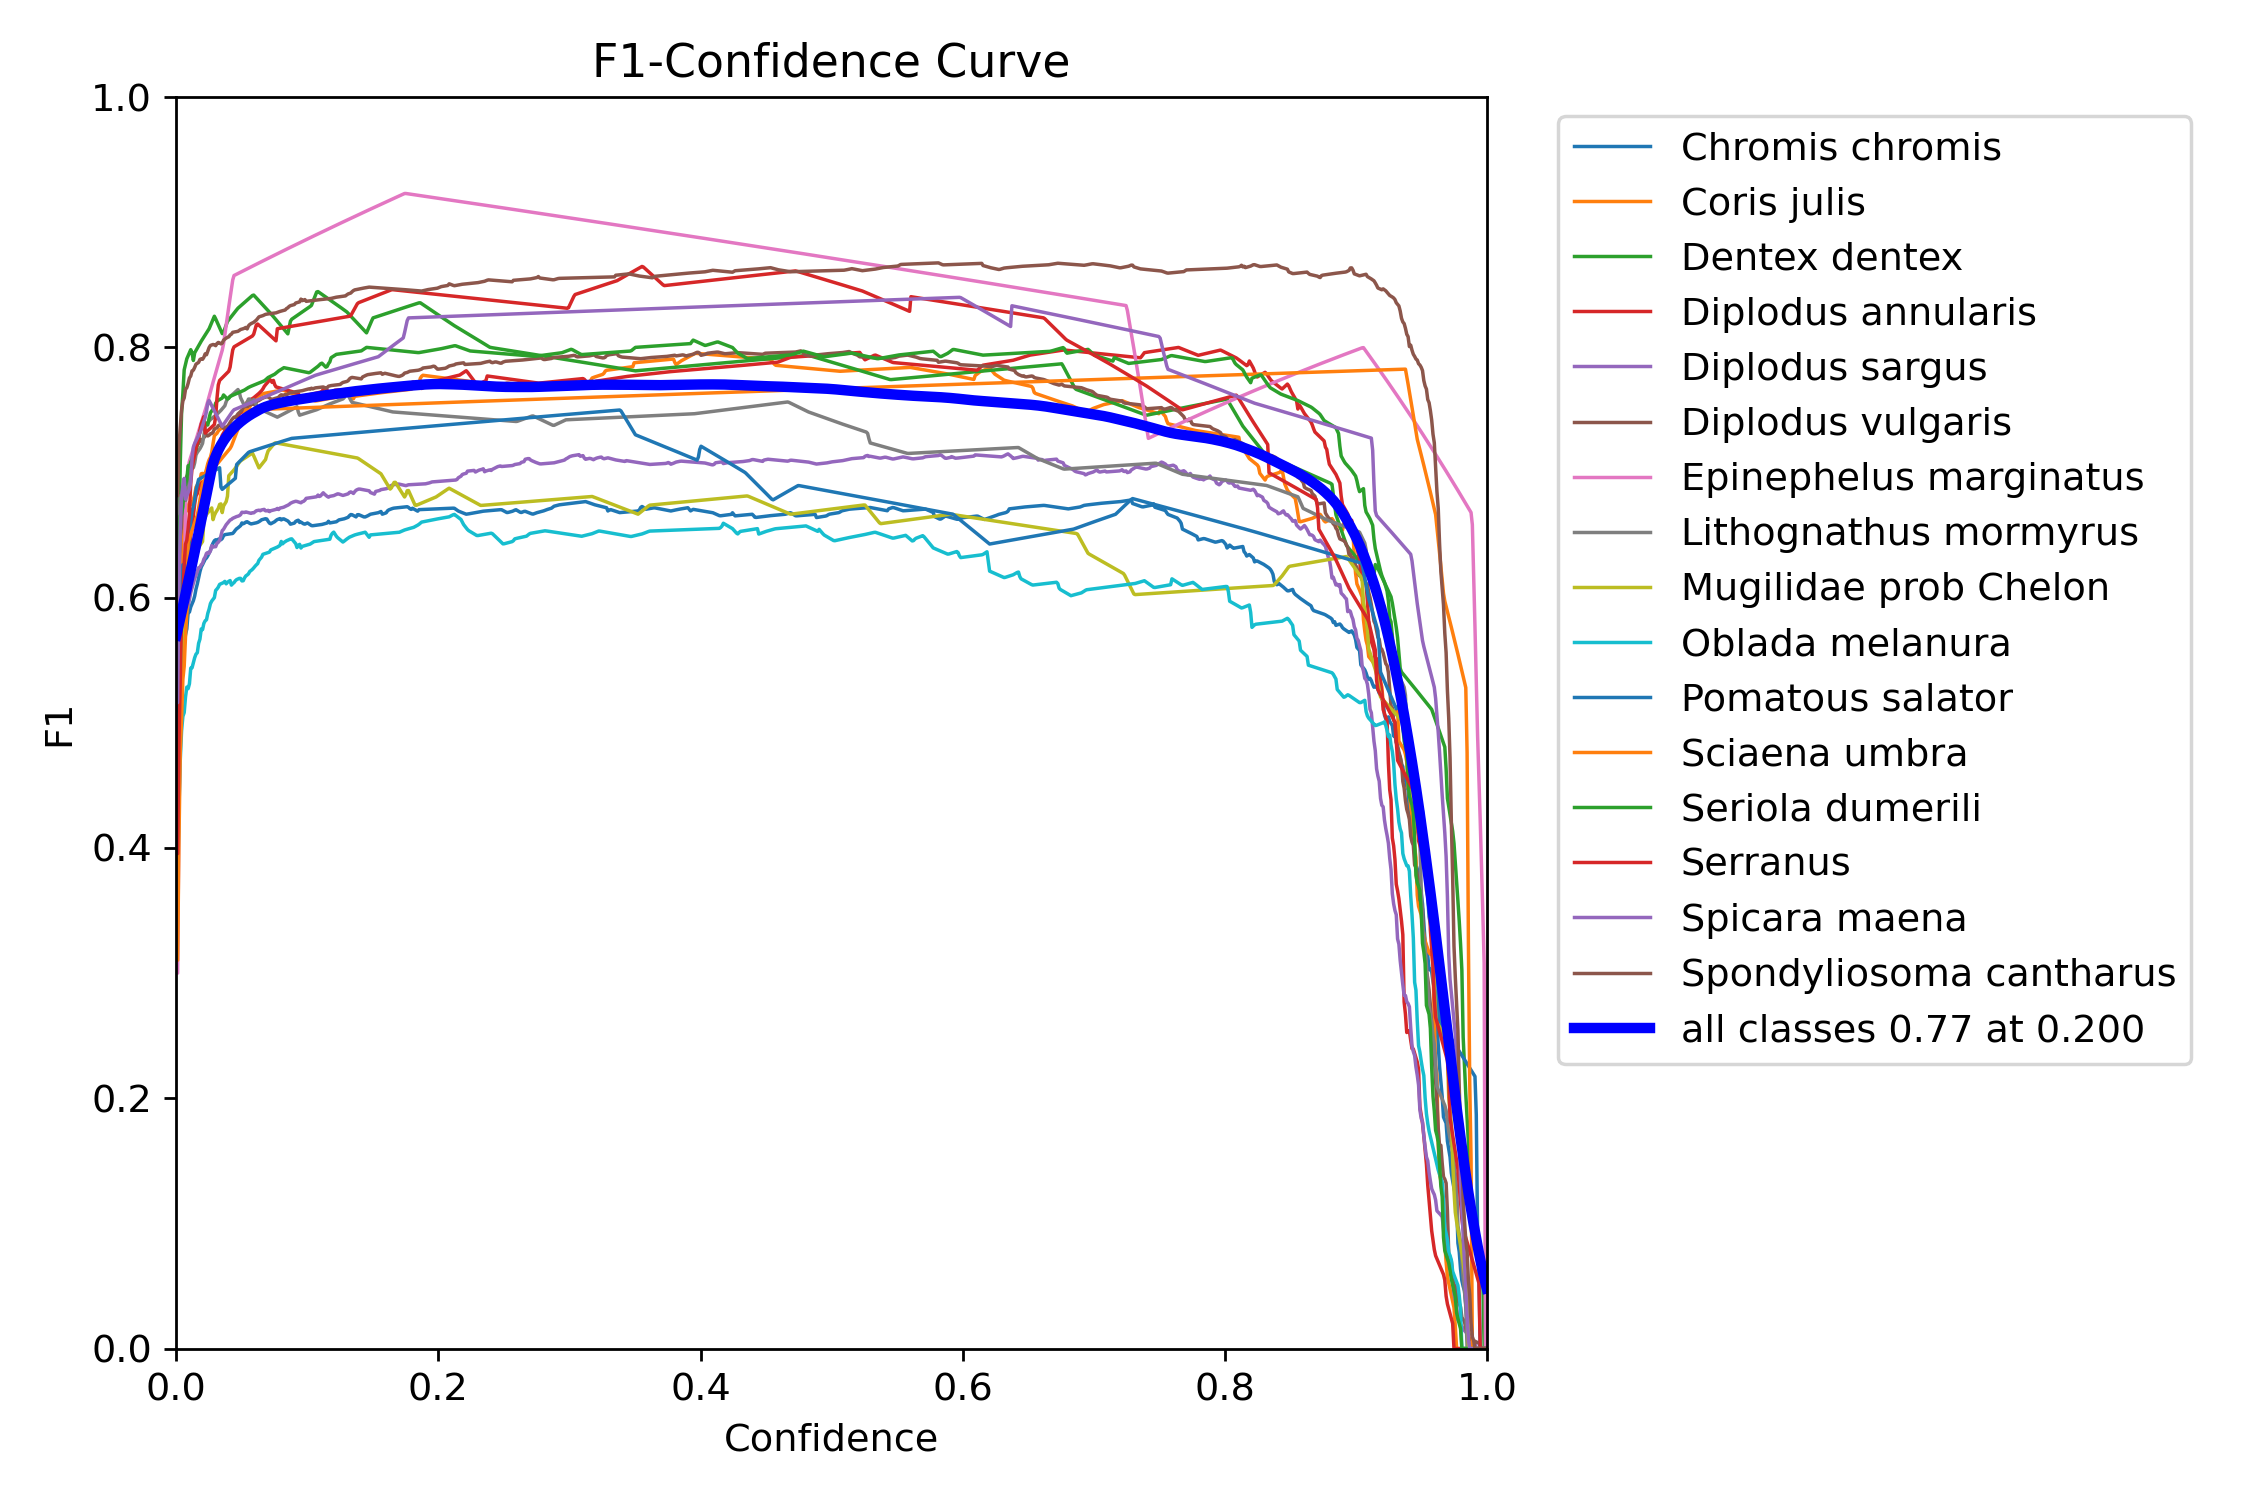 F1-Confidence Curve
1.0
0.8
0.6
0.4
0.2
0.0
F1
0.0 0.2 0.4 0.6 0.8 1.0
Confidence
Chromis chromis
Coris julis
Dentex dentex
Diplodus annularis
Diplodus sargus
Diplodus vulgaris
Epinephelus marginatus
Lithognathus mormyrus
Mugilidae prob Chelon
Oblada melanura
Pomatous salator
Sciaena umbra
Seriola dumerili
Serranus
Spicara maena
Spondyliosoma cantharus
all classes 0.77 at 0.200